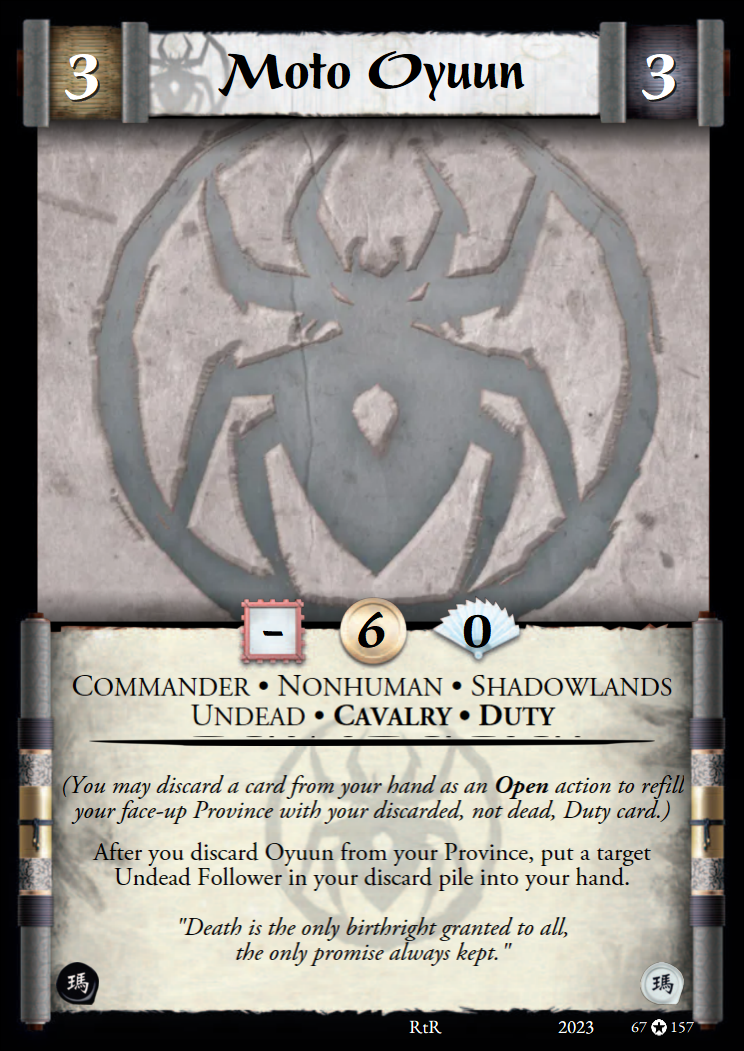 3 Moto Oyuun 3
- 6 0
COMMANDER • NONHUMAN • SHADOWLANDS
UNDEAD • CAVALRY • DUTY
(You may discard a card from your hand as an Open action to refill
your face-up Province with your discarded, not dead, Duty card.)
After you discard Oyuun from your Province, put a target
Undead Follower in your discard pile into your hand.
"Death is the only birthright granted to all,
the only promise always kept."
瑪 瑪
RtR 2023 67 ★ 157